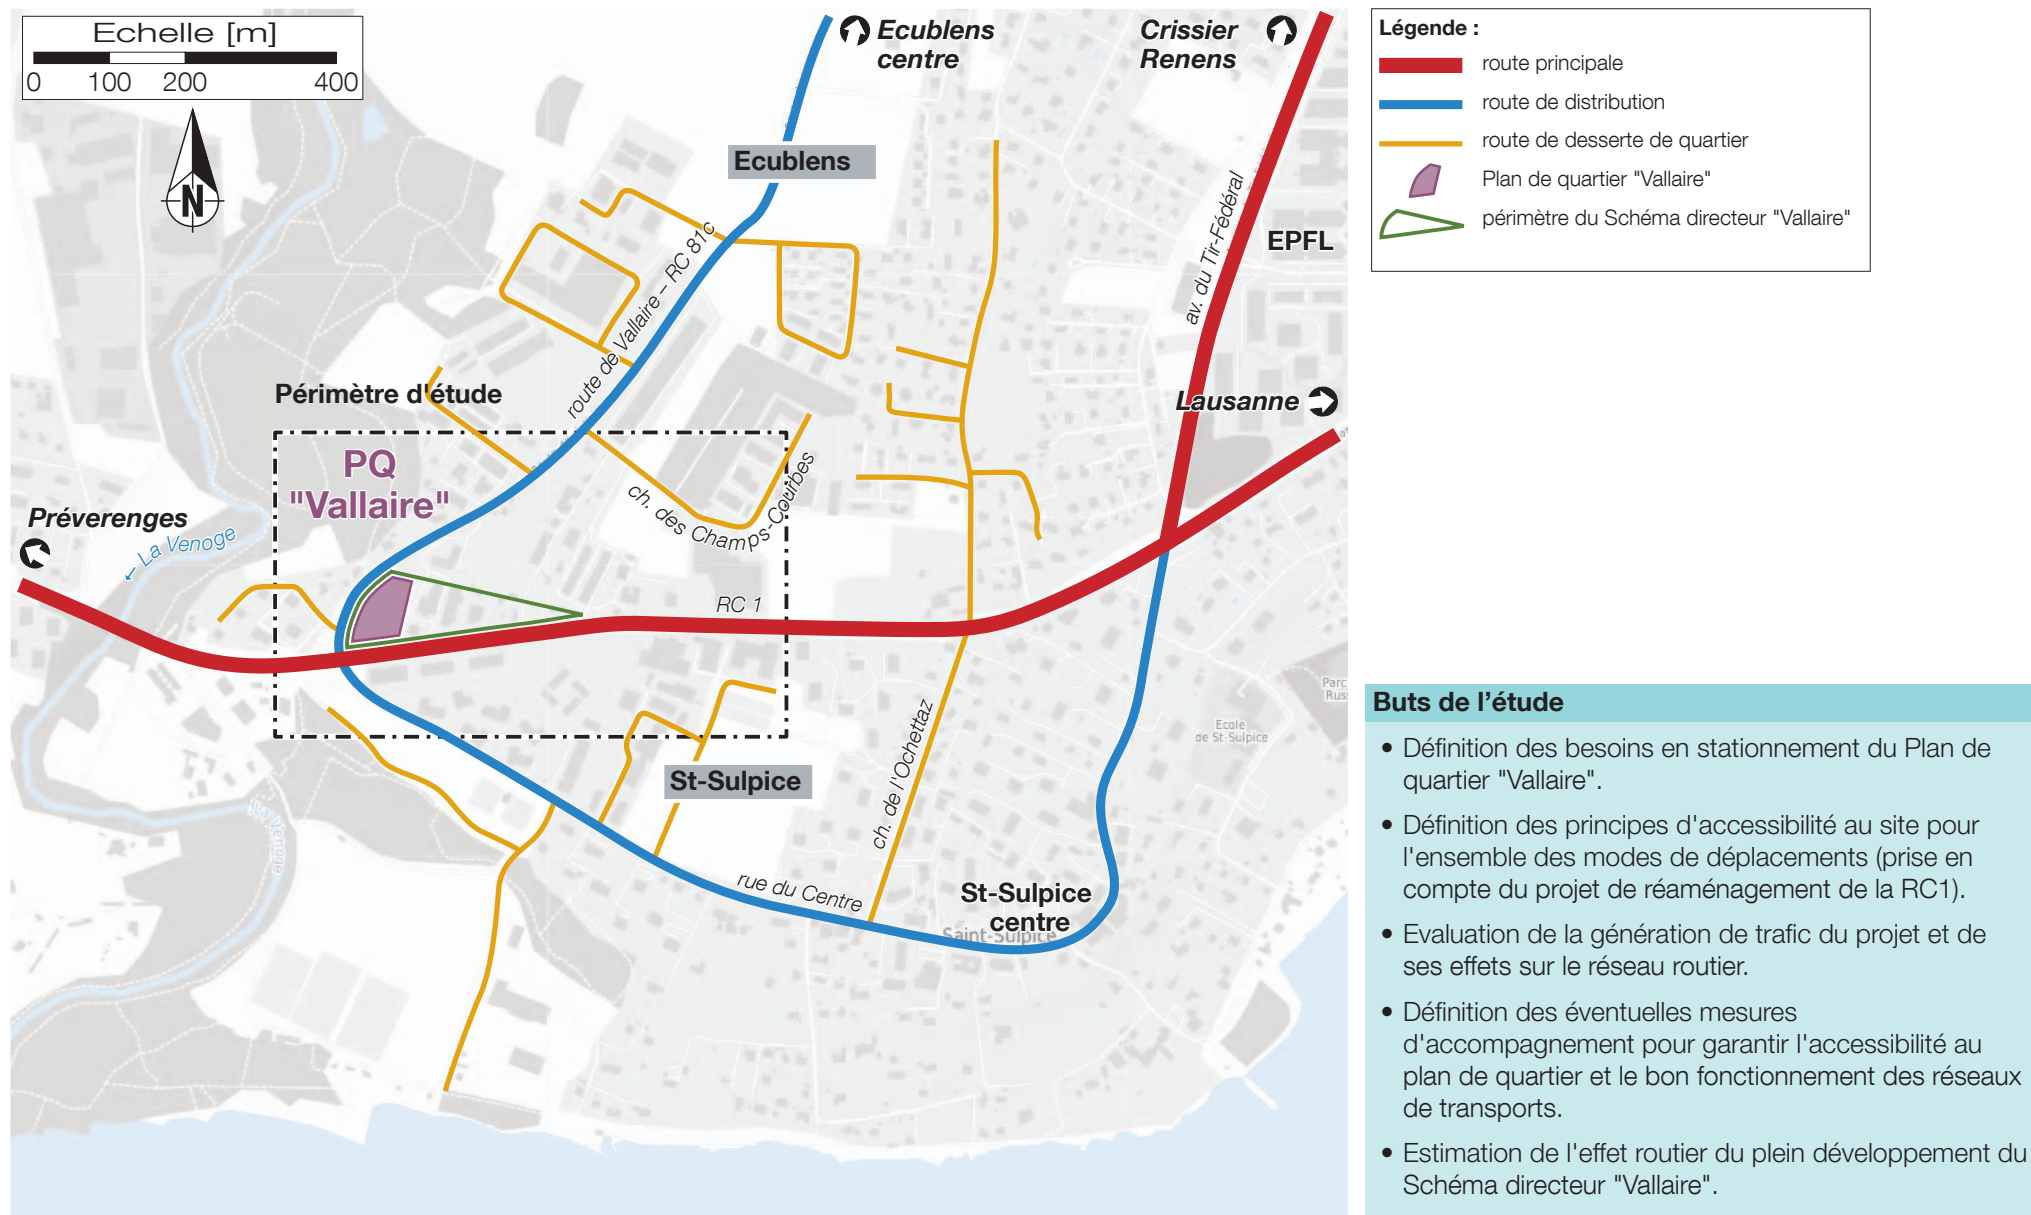 Echelle [m]
0 100 200 400
N
Ecublens
centre
Crissier
Renens
Ecublens
av. du Tir-Fédéral
EPFL
route de Vallaire – RC 81c
Périmètre d'étude
Lausanne
PQ
"Vallaire"
ch. des Champs-Courbes
Préverenges
← La Venoge
RC 1
Parc
Ecole
de St-Sulpice
St-Sulpice
ch. de l'Ochettaz
La Venoge
rue du Centre
St-Sulpice
centre
Saint-Sulpice
Légende :
route principale
route de distribution
route de desserte de quartier
Plan de quartier "Vallaire"
périmètre du Schéma directeur "Vallaire"
Buts de l'étude
• Définition des besoins en stationnement du Plan de
quartier "Vallaire".
• Définition des principes d'accessibilité au site pour
l'ensemble des modes de déplacements (prise en
compte du projet de réaménagement de la RC1).
• Evaluation de la génération de trafic du projet et de
ses effets sur le réseau routier.
• Définition des éventuelles mesures
d'accompagnement pour garantir l'accessibilité au
plan de quartier et le bon fonctionnement des réseaux
de transports.
• Estimation de l'effet routier du plein développement du
Schéma directeur "Vallaire".